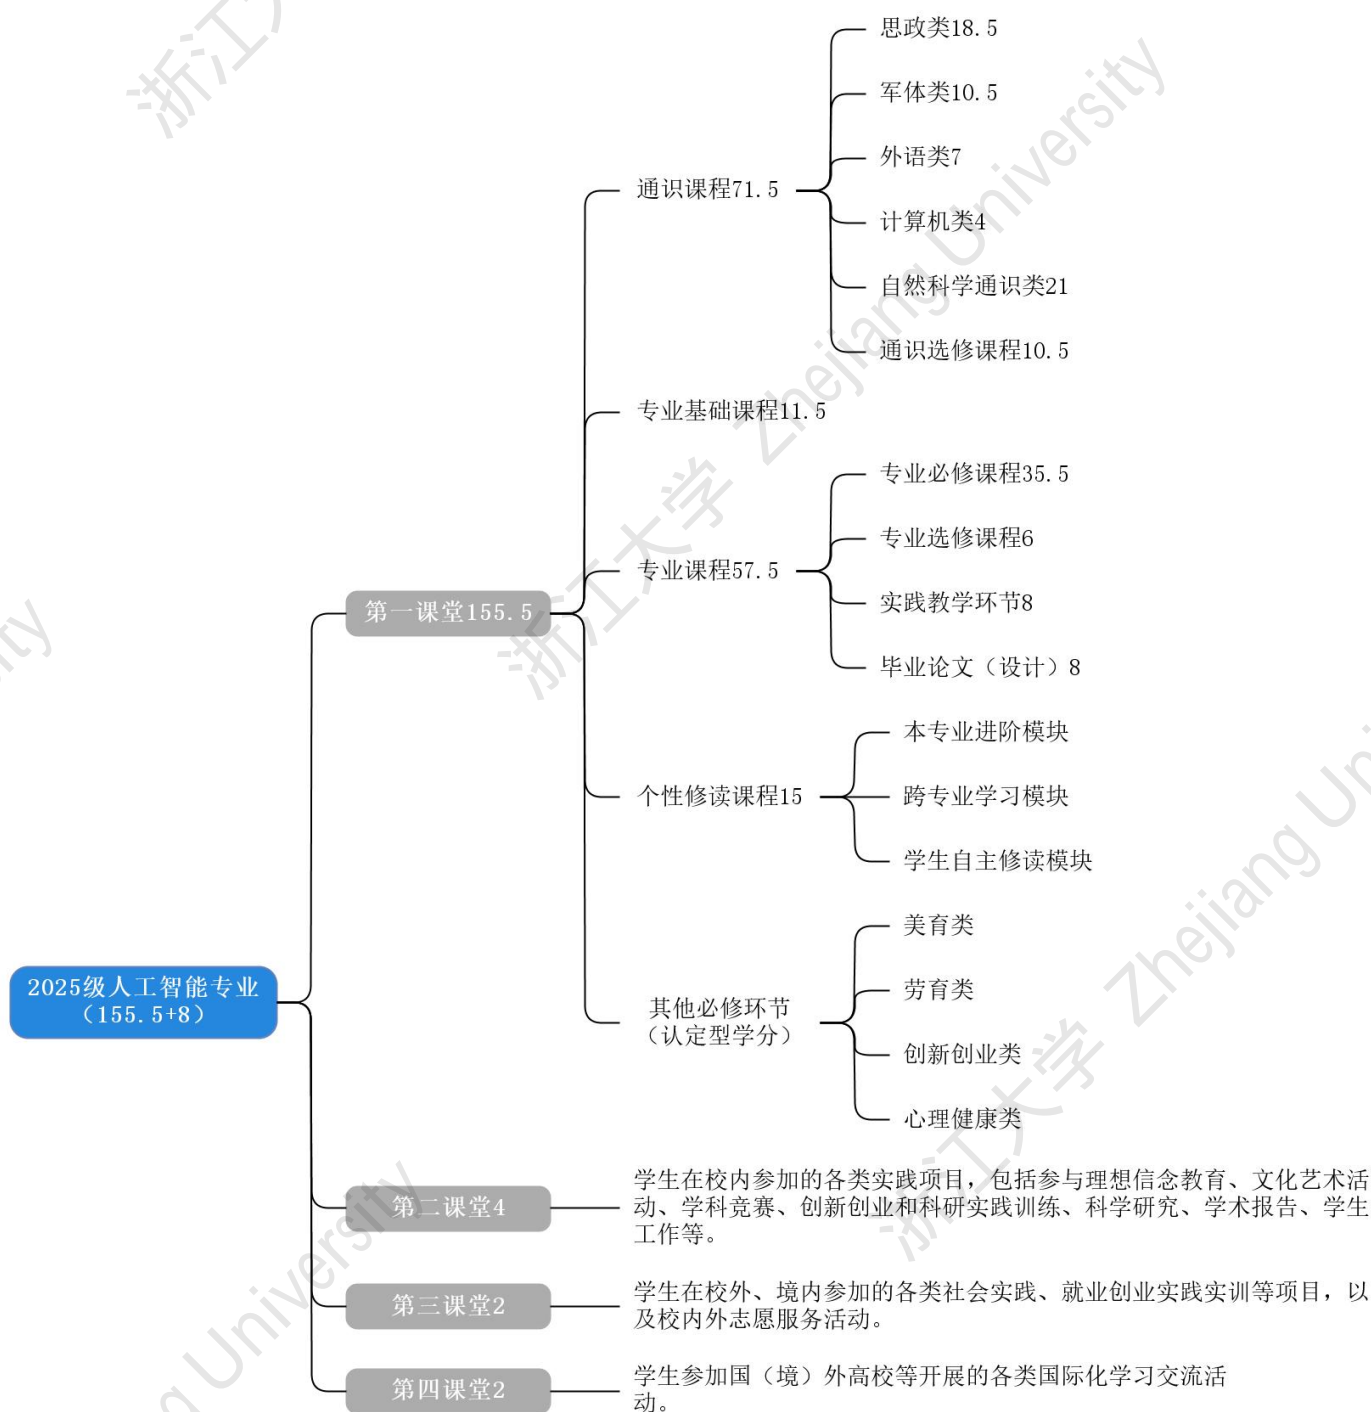 思政类18.5
军体类10.5
外语类7
通识课程71.5
计算机类4
自然科学通识类21
通识选修课程10.5
专业基础课程11.5
专业必修课程35.5
专业选修课程6
专业课程57.5
实践教学环节8
第一课堂155.5
毕业论文（设计）8
本专业进阶模块
个性修读课程15
跨专业学习模块
学生自主修读模块
美育类
2025级人工智能专业
（155.5+8）
劳育类
其他必修环节
（认定型学分）
创新创业类
心理健康类
第二课堂4
学生在校内参加的各类实践项目，包括参与理想信念教育、文化艺术活
动、学科竞赛、创新创业和科研实践训练、科学研究、学术报告、学生
工作等。
第三课堂2
学生在校外、境内参加的各类社会实践、就业创业实践实训等项目，以
及校内外志愿服务活动。
第四课堂2
学生参加国（境）外高校等开展的各类国际化学习交流活
动。
浙江大学 Zhejiang University
浙江大学 Zhejiang Uni
浙江
ity
g University